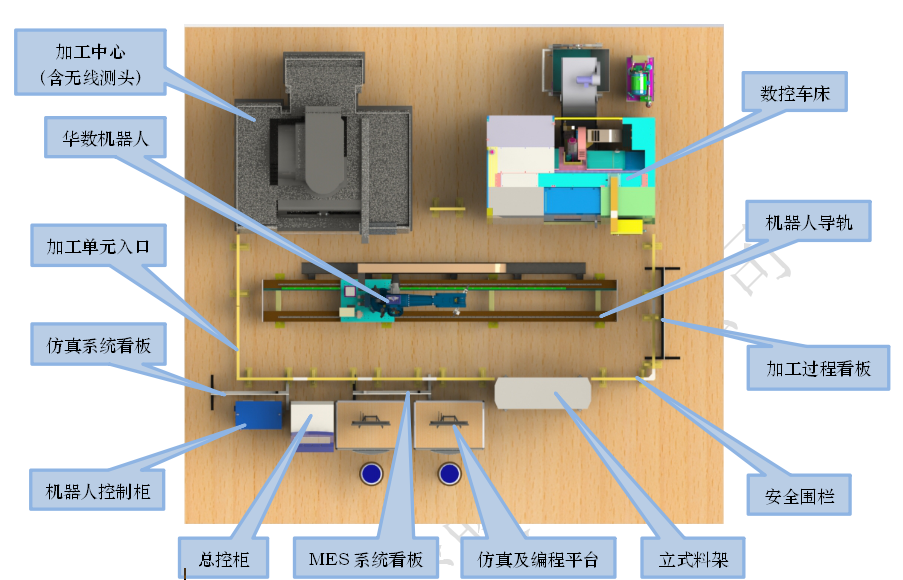 加工中心
（含无线测头）
数控车床
华数机器人
机器人导轨
加工单元入口
仿真系统看板
加工过程看板
机器人控制柜
安全围栏
总控柜
MES 系统看板
仿真及编程平台
立式料架
司